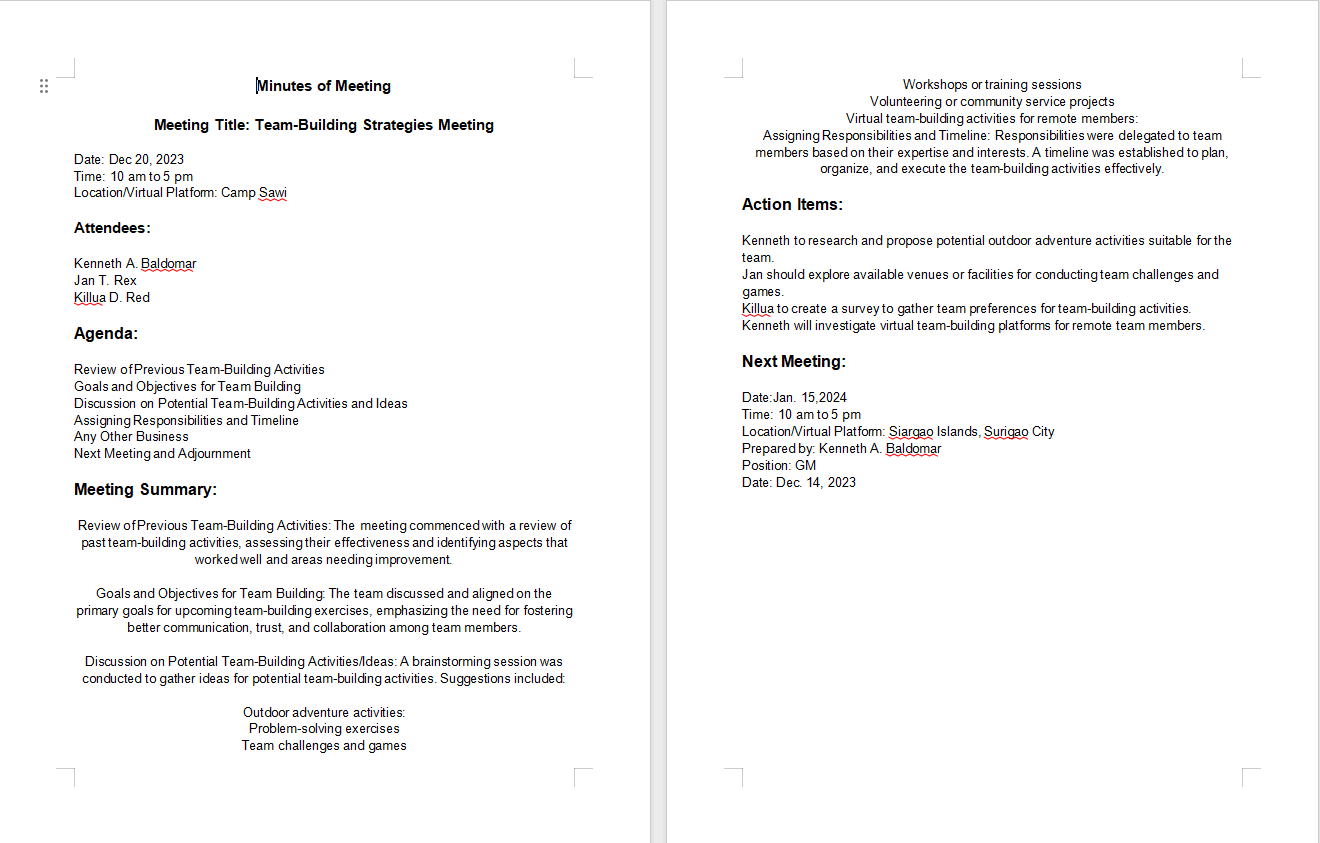 Minutes of Meeting
Meeting Title: Team-Building Strategies Meeting
Date: Dec 20, 2023
Time: 10 am to 5 pm
Location/Virtual Platform: Camp Sawi
Attendees:
Kenneth A. Baldomar
Jan T. Rex
Killua D. Red
Agenda:
Review of Previous Team-Building Activities
Goals and Objectives for Team Building
Discussion on Potential Team-Building Activities and Ideas
Assigning Responsibilities and Timeline
Any Other Business
Next Meeting and Adjournment
Meeting Summary:
Review of Previous Team-Building Activities: The meeting commenced with a review of
past team-building activities, assessing their effectiveness and identifying aspects that
worked well and areas needing improvement.
Goals and Objectives for Team Building: The team discussed and aligned on the
primary goals for upcoming team-building exercises, emphasizing the need for fostering
better communication, trust, and collaboration among team members.
Discussion on Potential Team-Building Activities/Ideas: A brainstorming session was
conducted to gather ideas for potential team-building activities. Suggestions included:
Outdoor adventure activities:
Problem-solving exercises
Team challenges and games
Workshops or training sessions
Volunteering or community service projects
Virtual team-building activities for remote members:
Assigning Responsibilities and Timeline: Responsibilities were delegated to team
members based on their expertise and interests. A timeline was established to plan,
organize, and execute the team-building activities effectively.
Action Items:
Kenneth to research and propose potential outdoor adventure activities suitable for the
team.
Jan should explore available venues or facilities for conducting team challenges and
games.
Killua to create a survey to gather team preferences for team-building activities.
Kenneth will investigate virtual team-building platforms for remote team members.
Next Meeting:
Date:Jan. 15,2024
Time: 10 am to 5 pm
Location/Virtual Platform: Siargao Islands, Surigao City
Prepared by: Kenneth A. Baldomar
Position: GM
Date: Dec. 14, 2023